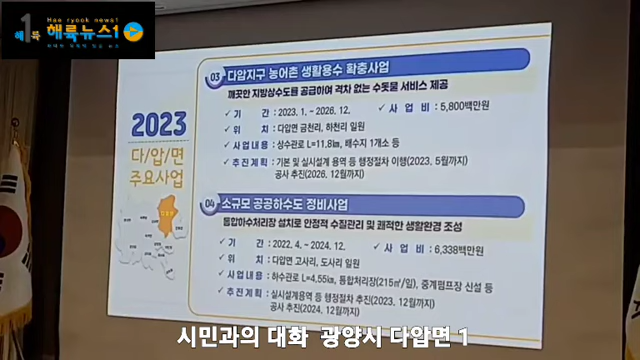 Hae ryook news1
해륙뉴스1
1
해 륙
03 다압지구 농어촌 생활용수 확충사업
깨끗한 지방상수도를 공급하여 격차 없는 수돗물 서비스 제공
✓ 기 간 : 2023. 1. ~ 2026. 12. ✓ 사 업 비 : 5,800백만원
✓ 위 치 : 다압면 금천리, 하천리 일원
✓ 사업내용 : 상수관로 L=11.8㎞, 배수지 1개소 등
✓ 추진계획 : 기본 및 실시설계 용역 등 행정절차 이행(2023, 5월까지)
공사 추진(2026, 12월까지)
2023
다/압/면
주요사업
04 소규모 공공하수도 정비사업
통합하수처리장 설치로 안정적 수질관리 및 쾌적한 생활환경 조성
✓ 기 간 : 2022. 4. ~ 2024. 12. ✓ 사 업 비 : 6,338백만원
✓ 위 치 : 다압면 고사리, 도사리 일원
✓ 사업내용 : 하수관로 L=4.55㎞, 통합처리장(215㎥/일), 중계펌프장 신설 등
✓ 추진계획 : 실시설계용역 등 행정절차 추진(2023, 12월까지)
공사 추진(2024, 12월까지)
시민과의 대화 광양시 다압면 1